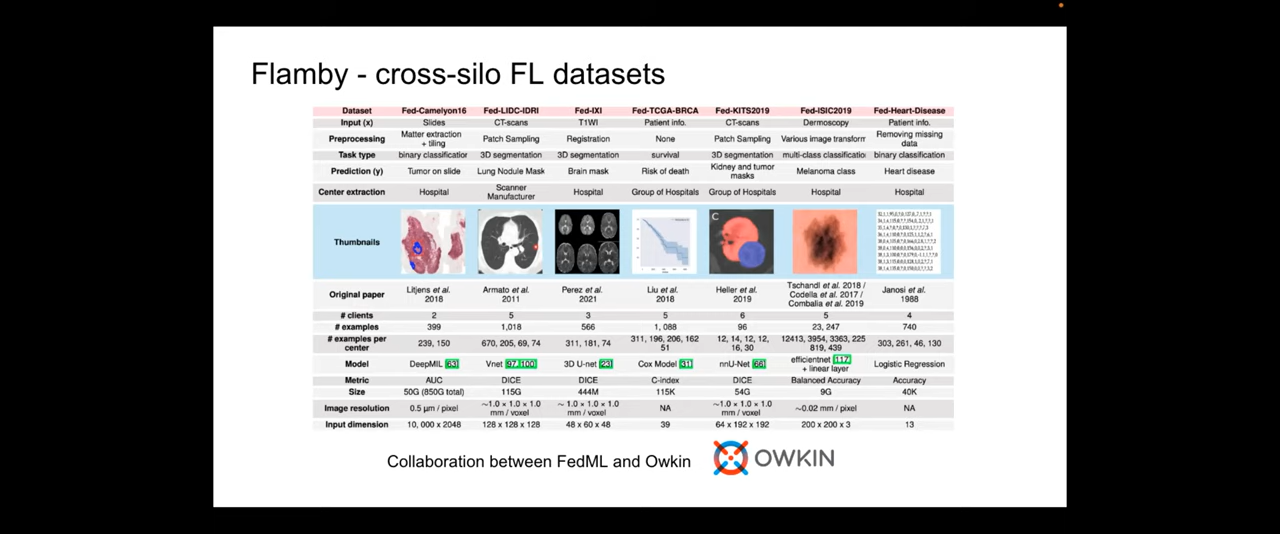 Flamby - cross-silo FL datasets
Dataset Fed-Camelyon16 Fed-LIDC-IDRI Fed-IXI Fed-TCGA-BRCA Fed-KITS2019 Fed-ISIC2019 Fed-Heart-Disease
Input (x) Slides CT-scans T1WI Patient info. CT-scans Dermoscopy Patient info.
Preprocessing Matter extraction + tiling Patch Sampling Registration None Patch Sampling Various image transform Removing missing data
Task type binary classification 3D segmentation 3D segmentation survival 3D segmentation multi-class classificatio binary classification
Prediction (y) Tumor on slide Lung Nodule Mask Brain mask Risk of death Kidney and tumor masks Melanoma class Heart disease
Center extraction Hospital Scanner Manufacturer Hospital Group of Hospitals Group of Hospitals Hospital Hospital
Thumbnails C
Original paper Litjens et al. 2018 Armato et al. 2011 Perez et al. 2021 Liu et al. 2018 Heller et al. 2019 Tschandl et al. 2018 / Codella et al. 2017 / Combalia et al. 2019 Janosi et al. 1988
# clients 2 5 3 5 6 5 4
# examples 399 1,018 566 1,088 96 23,247 740
# examples per center 239, 150 670, 205, 69, 74 311, 181, 74 311, 196, 206, 162 51 12, 14, 12, 12, 16, 30 12413, 3954, 3363, 225 819, 439 303, 261, 46, 130
Model DeepMIL [63] Vnet [97, 100] 3D U-net [23] Cox Model [31] nnU-Net [66] efficientnet [117] + linear layer Logistic Regression
Metric AUC DICE DICE C-index DICE Balanced Accuracy Accuracy
Size 50G (850G total) 115G 444M 115K 54G 9G 40K
Image resolution 0.5 µm / pixel ~1.0 × 1.0 × 1.0 mm / voxel ~ 1.0 × 1.0 × 1.0 mm / voxel NA ~1.0 × 1.0 × 1.0 mm / voxel ~0.02 mm / pixel NA
Input dimension 10, 000 x 2048 128 x 128 x 128 48 x 60 x 48 39 64 x 192 x 192 200 x 200 x 3 13
Collaboration between FedML and Owkin
OWKIN